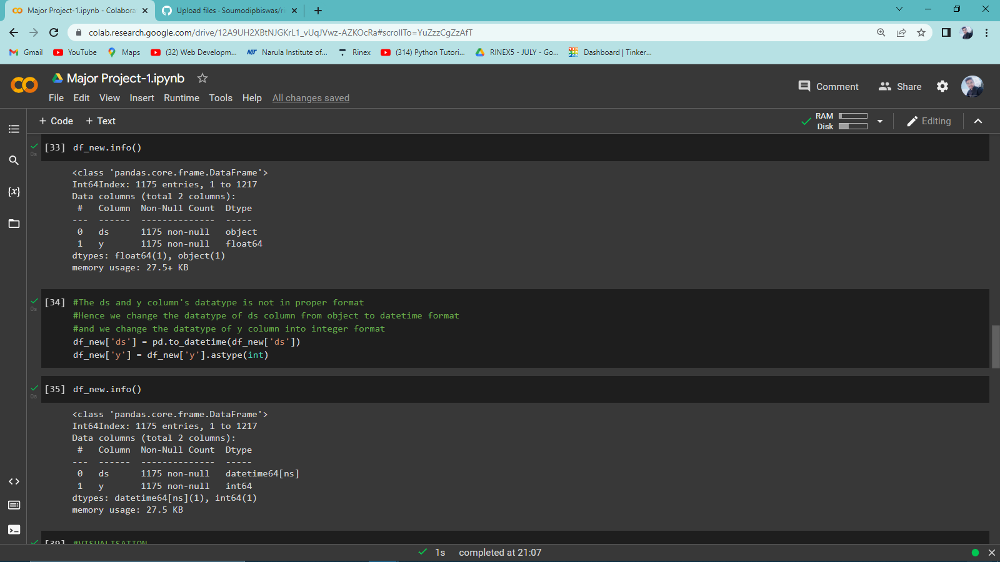 Major Project-1.ipynb - Colabora
Upload files · Soumodipbiswas/ri
colab.research.google.com/drive/12A9UH2XBtNJGKrL1_vUqJVwz-AZKOcRa#scrollTo=YuZzzCgZzAfT
Gmail YouTube Maps (32) Web Developm... NiT Narula Institute of... Rinex (314) Python Tutori... RINEX5 - JULY - Go... Dashboard | Tinker...
Major Project-1.ipynb
Comment Share
File Edit View Insert Runtime Tools Help All changes saved
+ Code + Text
RAM
Disk
Editing
[33] df_new.info()
0s
<class 'pandas.core.frame.DataFrame'>
Int64Index: 1175 entries, 1 to 1217
Data columns (total 2 columns):
# Column Non-Null Count Dtype
--- ------ -------------- -----
0 ds 1175 non-null object
1 y 1175 non-null float64
dtypes: float64(1), object(1)
memory usage: 27.5+ KB
[34] #The ds and y column's datatype is not in proper format
0s
#Hence we change the datatype of ds column from object to datetime format
#and we change the datatype of y column into integer format
df_new['ds'] = pd.to_datetime(df_new['ds'])
df_new['y'] = df_new['y'].astype(int)
[35] df_new.info()
0s
<class 'pandas.core.frame.DataFrame'>
Int64Index: 1175 entries, 1 to 1217
Data columns (total 2 columns):
# Column Non-Null Count Dtype
--- ------ -------------- -----
0 ds 1175 non-null datetime64[ns]
1 y 1175 non-null int64
dtypes: datetime64[ns](1), int64(1)
memory usage: 27.5 KB
[39] #VISUALISATION
1s completed at 21:07